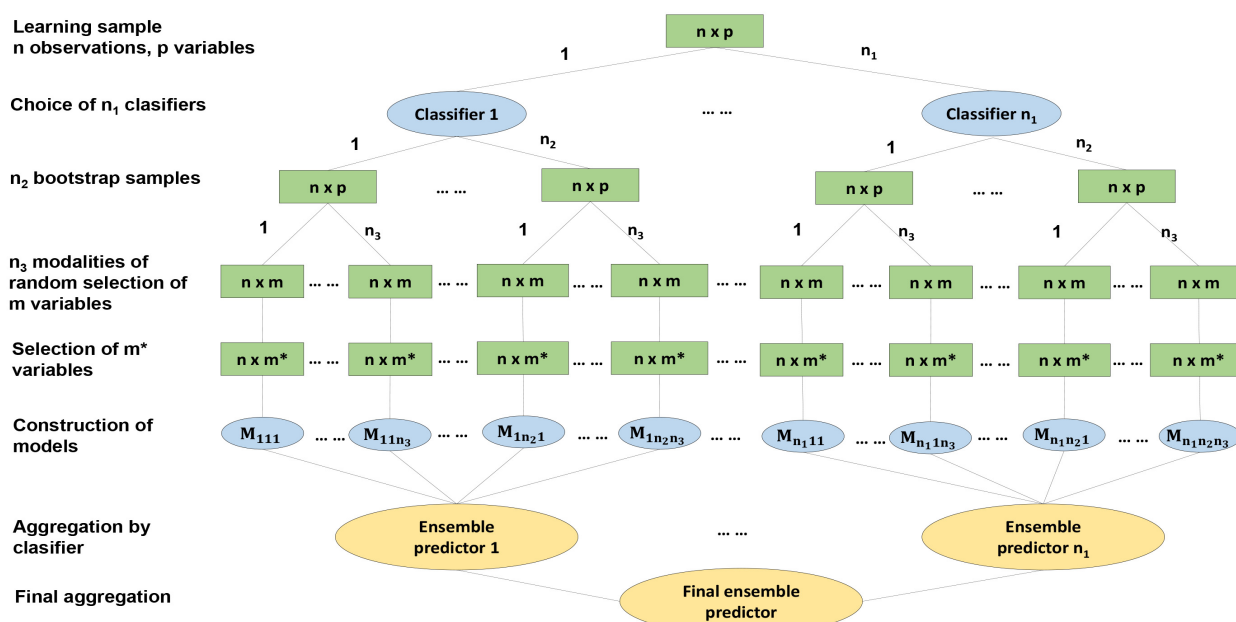 Learning sample
n observations, p variables
n x p
1
n₁
Choice of n₁ clasifiers
Classifier 1
... ...
Classifier n₁
1
n₂
1
n₂
n₂ bootstrap samples
n x p
... ...
n x p
n x p
... ...
n x p
1
n₃
1
n₃
1
n₃
1
n₃
n₃ modalities of
random selection of
m variables
n x m ... ... n x m ... ... n x m ... ... n x m ... ... n x m ... ... n x m ... ... n x m ... ... n x m
Selection of m*
variables
n x m* ... ... n x m* ... ... n x m* ... ... n x m* ... ... n x m* ... ... n x m* ... ... n x m* ... ... n x m*
Construction of
models
M₁₁₁ ... ... M₁₁n₃ ... ... M₁n₂₁ ... ... M₁n₂n₃ ... ... Mn₁₁₁ ... ... Mn₁₁n₃ ... ... Mn₁n₂₁ ... ... Mn₁n₂n₃
Aggregation by
clasifier
Ensemble
predictor 1
... ...
Ensemble
predictor n₁
Final aggregation
Final ensemble
predictor